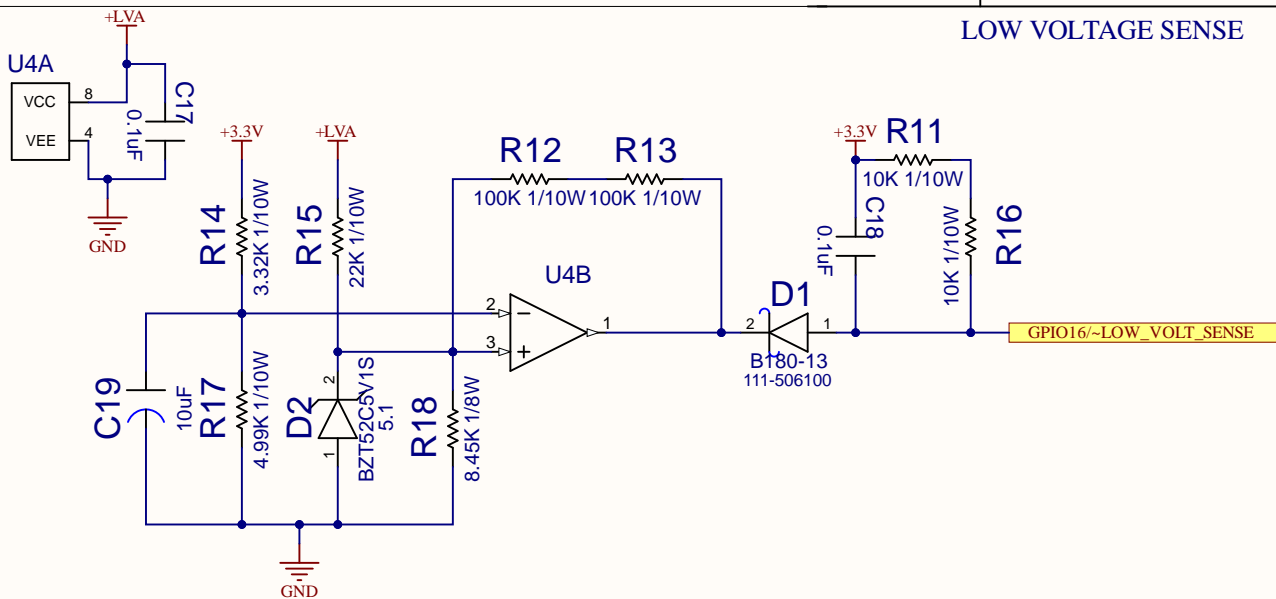 LOW VOLTAGE SENSE
+LVA
U4A
VCC
8
VEE
4
C17
0.1uF
GND
+3.3V
R14
3.32K 1/10W
+LVA
R15
22K 1/10W
R12
100K 1/10W
R13
100K 1/10W
+3.3V
R11
10K 1/10W
C18
0.1uF
R16
10K 1/10W
U4B
2
3
1
D1
2
1
B180-13
111-506100
GPIO16/~LOW_VOLT_SENSE
C19
10uF
R17
4.99K 1/10W
D2
2
1
BZT52C5V1S
5.1
R18
8.45K 1/8W
GND